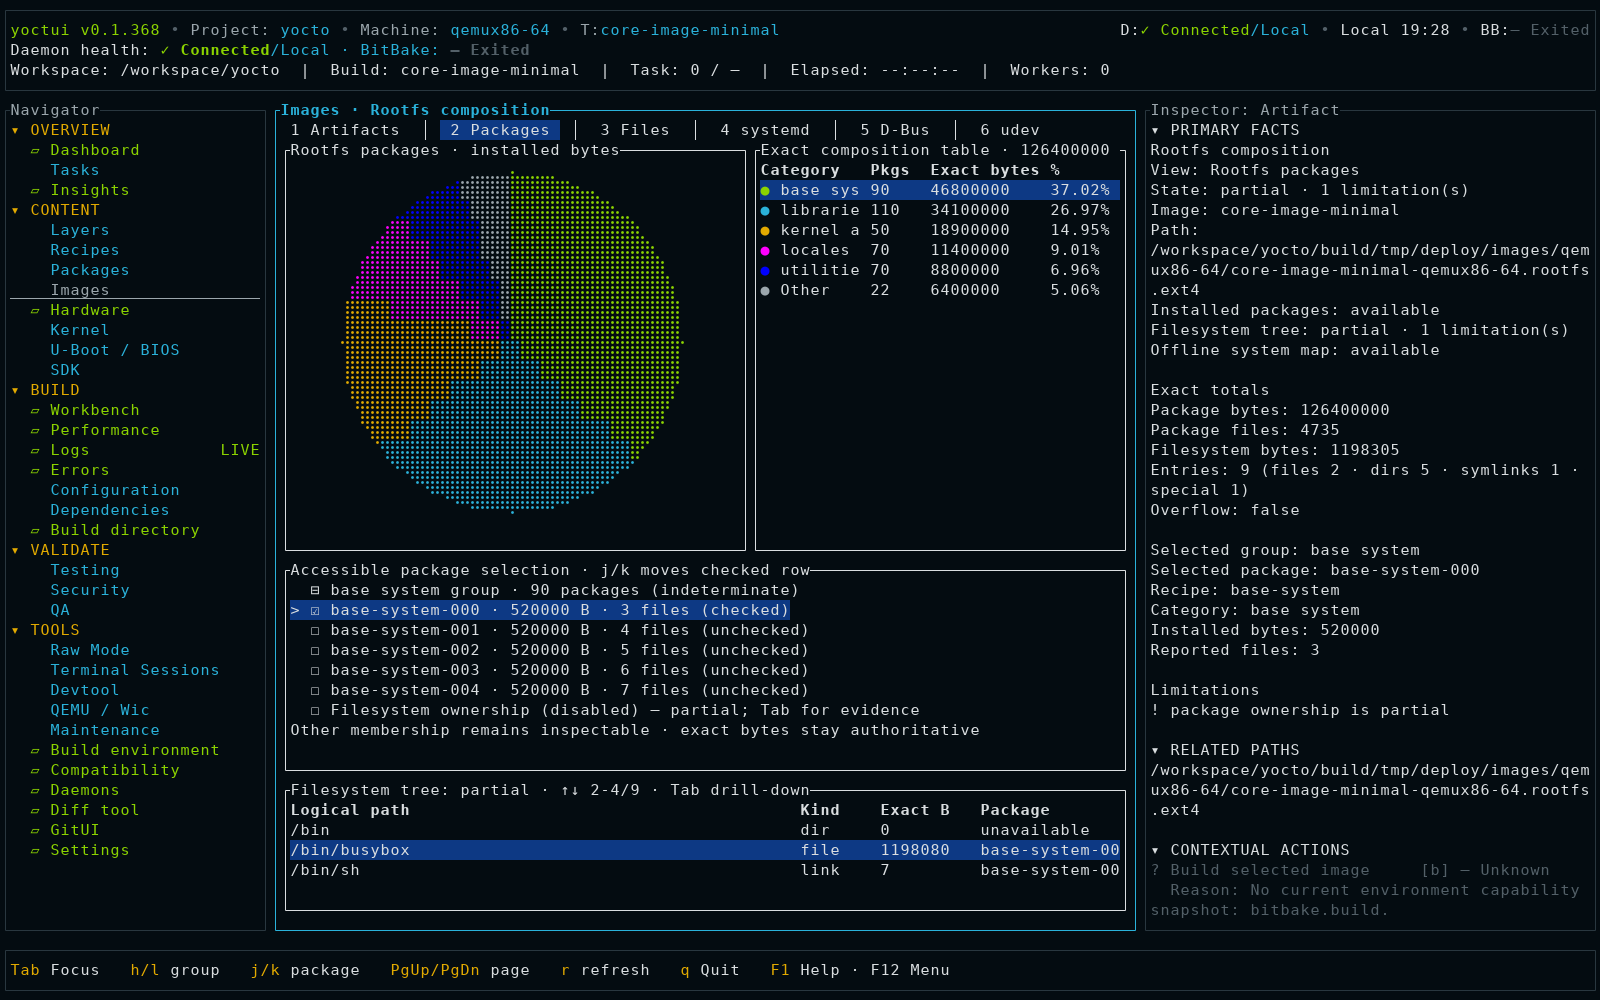 yoctui v0.1.368 • Project: yocto • Machine: qemux86-64 • T:core-image-minimal D:✓ Connected/Local • Local 19:28 • BB:— Exited
Daemon health: ✓ Connected/Local · BitBake: — Exited
Workspace: /workspace/yocto | Build: core-image-minimal | Task: 0 / — | Elapsed: --:--:-- | Workers: 0
Navigator
▾ OVERVIEW
▱ Dashboard
Tasks
▱ Insights
▾ CONTENT
Layers
Recipes
Packages
Images
▱ Hardware
Kernel
U-Boot / BIOS
SDK
▾ BUILD
▱ Workbench
▱ Performance
▱ Logs LIVE
▱ Errors
Configuration
Dependencies
▱ Build directory
▾ VALIDATE
Testing
Security
QA
▾ TOOLS
Raw Mode
Terminal Sessions
Devtool
QEMU / Wic
Maintenance
▱ Build environment
▱ Compatibility
▱ Daemons
▱ Diff tool
▱ GitUI
▱ Settings
Images · Rootfs composition
1 Artifacts │ 2 Packages │ 3 Files │ 4 systemd │ 5 D-Bus │ 6 udev
Rootfs packages · installed bytes
Exact composition table · 126400000
Category Pkgs Exact bytes %
● base sys 90 46800000 37.02%
● librarie 110 34100000 26.97%
● kernel a 50 18900000 14.95%
● locales 70 11400000 9.01%
● utilitie 70 8800000 6.96%
● Other 22 6400000 5.06%
Accessible package selection · j/k moves checked row
⊟ base system group · 90 packages (indeterminate)
> ☑ base-system-000 · 520000 B · 3 files (checked)
☐ base-system-001 · 520000 B · 4 files (unchecked)
☐ base-system-002 · 520000 B · 5 files (unchecked)
☐ base-system-003 · 520000 B · 6 files (unchecked)
☐ base-system-004 · 520000 B · 7 files (unchecked)
☐ Filesystem ownership (disabled) — partial; Tab for evidence
Other membership remains inspectable · exact bytes stay authoritative
Filesystem tree: partial · ↑↓ 2-4/9 · Tab drill-down
Logical path Kind Exact B Package
/bin dir 0 unavailable
/bin/busybox file 1198080 base-system-00
/bin/sh link 7 base-system-00
Inspector: Artifact
▾ PRIMARY FACTS
Rootfs composition
View: Rootfs packages
State: partial · 1 limitation(s)
Image: core-image-minimal
Path:
/workspace/yocto/build/tmp/deploy/images/qem
ux86-64/core-image-minimal-qemux86-64.rootfs
.ext4
Installed packages: available
Filesystem tree: partial · 1 limitation(s)
Offline system map: available
Exact totals
Package bytes: 126400000
Package files: 4735
Filesystem bytes: 1198305
Entries: 9 (files 2 · dirs 5 · symlinks 1 ·
special 1)
Overflow: false
Selected group: base system
Selected package: base-system-000
Recipe: base-system
Category: base system
Installed bytes: 520000
Reported files: 3
Limitations
! package ownership is partial
▾ RELATED PATHS
/workspace/yocto/build/tmp/deploy/images/qem
ux86-64/core-image-minimal-qemux86-64.rootfs
.ext4
▾ CONTEXTUAL ACTIONS
? Build selected image [b] — Unknown
Reason: No current environment capability
snapshot: bitbake.build.
Tab Focus h/l group j/k package PgUp/PgDn page r refresh q Quit F1 Help · F12 Menu